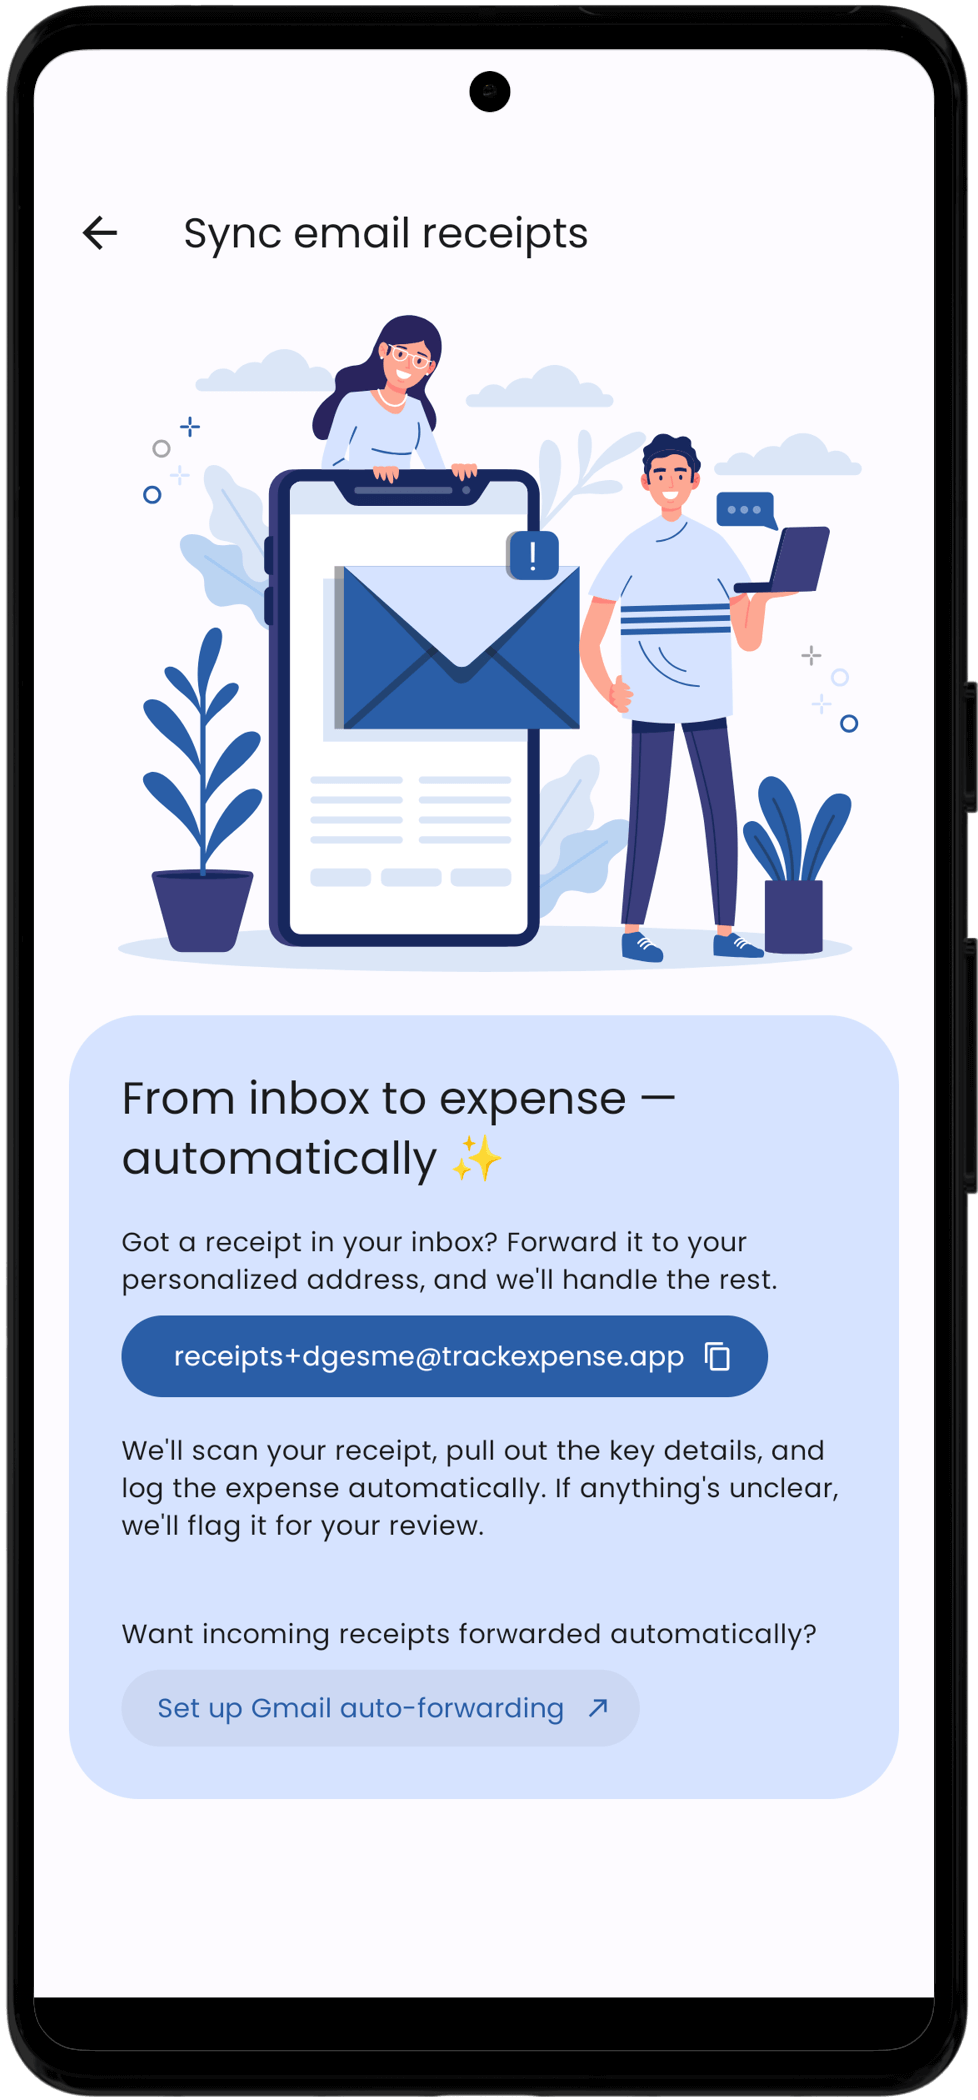 Sync email receipts
!
From inbox to expense —
automatically ✨
Got a receipt in your inbox? Forward it to your
personalized address, and we'll handle the rest.
receipts+dgesme@trackexpense.app
We'll scan your receipt, pull out the key details, and
log the expense automatically. If anything's unclear,
we'll flag it for your review.
Want incoming receipts forwarded automatically?
Set up Gmail auto-forwarding